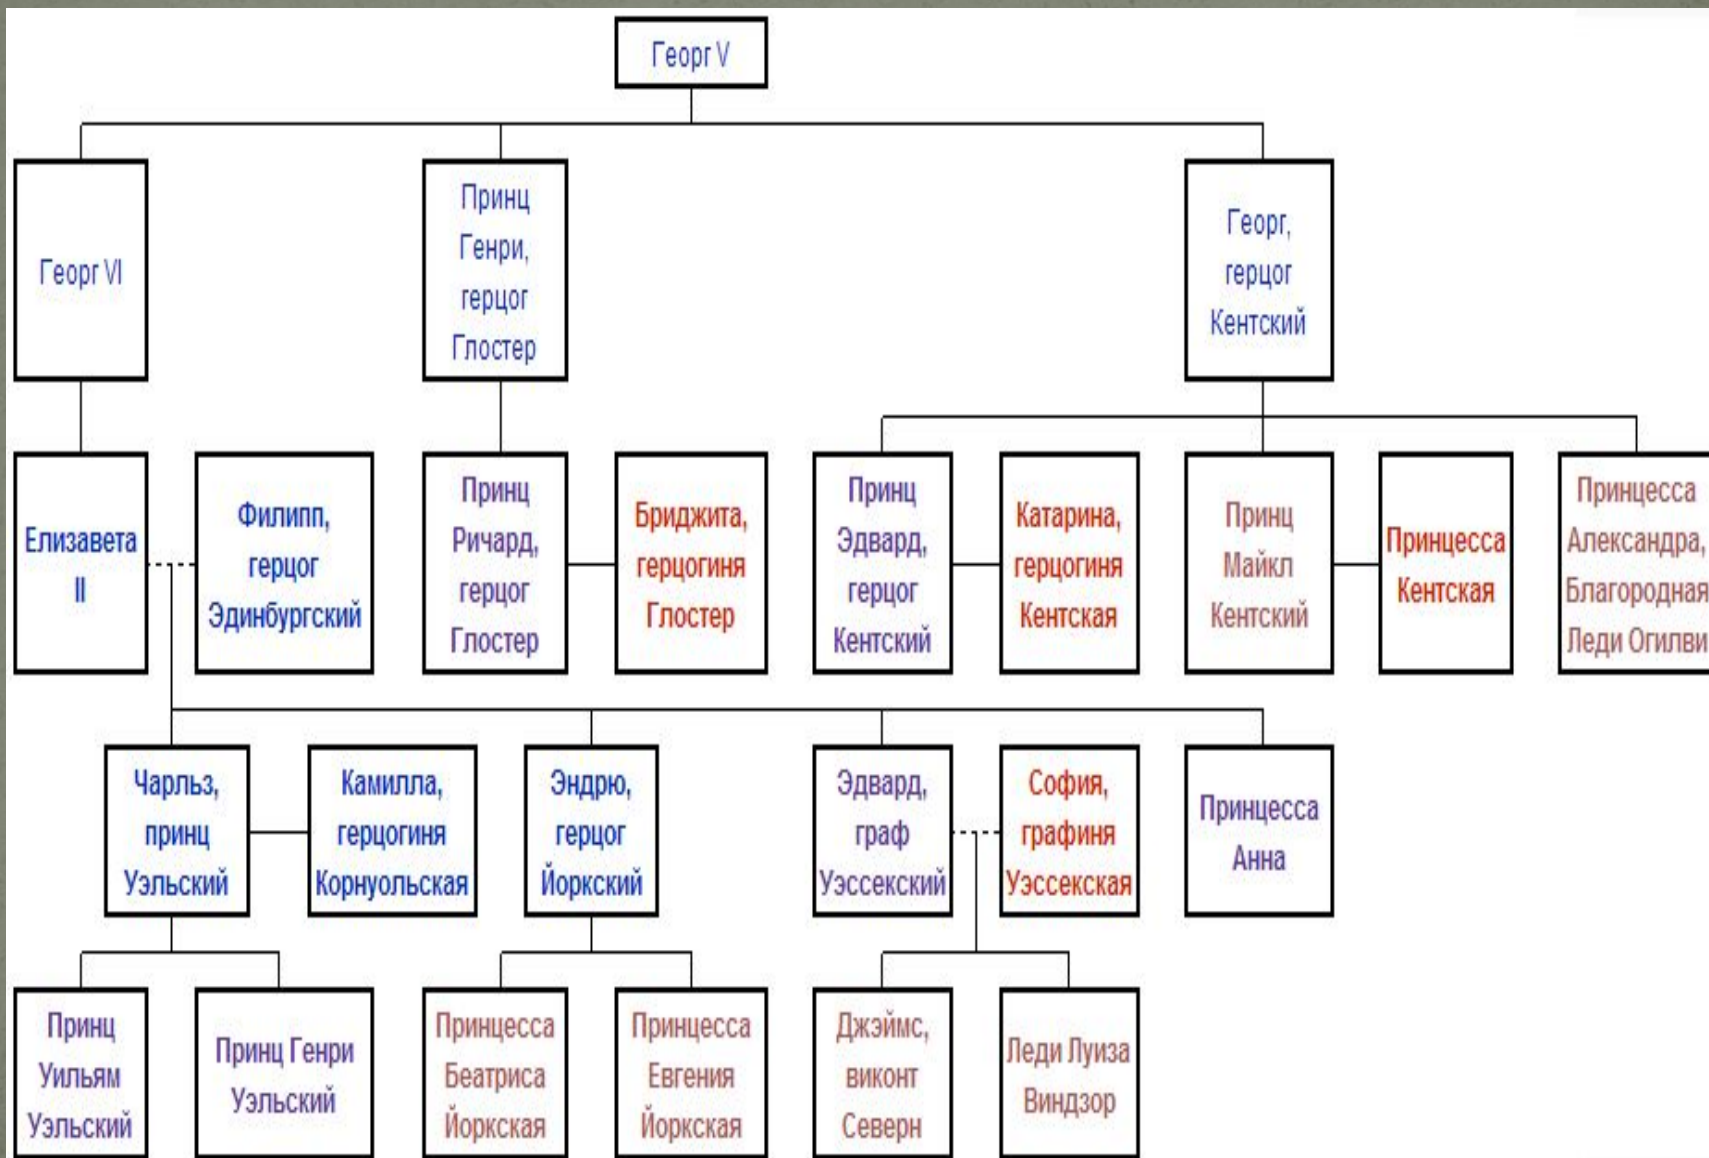 Георг V
Георг VI
Принц
Генри,
герцог
Глостер
Георг,
герцог
Кентский
Елизавета
II
Филипп,
герцог
Эдинбургский
Принц
Ричард,
герцог
Глостер
Бриджита,
герцогиня
Глостер
Принц
Эдвард,
герцог
Кентский
Катарина,
герцогиня
Кентская
Принц
Майкл
Кентский
Принцесса
Кентская
Принцесса
Александра,
Благородная
Леди Огилви
Чарльз,
принц
Уэльский
Камилла,
герцогиня
Корнуольская
Эндрю,
герцог
Йоркский
Эдвард,
граф
Уэссекский
София,
графиня
Уэссекская
Принцесса
Анна
Принц
Уильям
Уэльский
Принц Генри
Уэльский
Принцесса
Беатриса
Йоркская
Принцесса
Евгения
Йоркская
Джэймс,
виконт
Северн
Леди Луиза
Виндзор